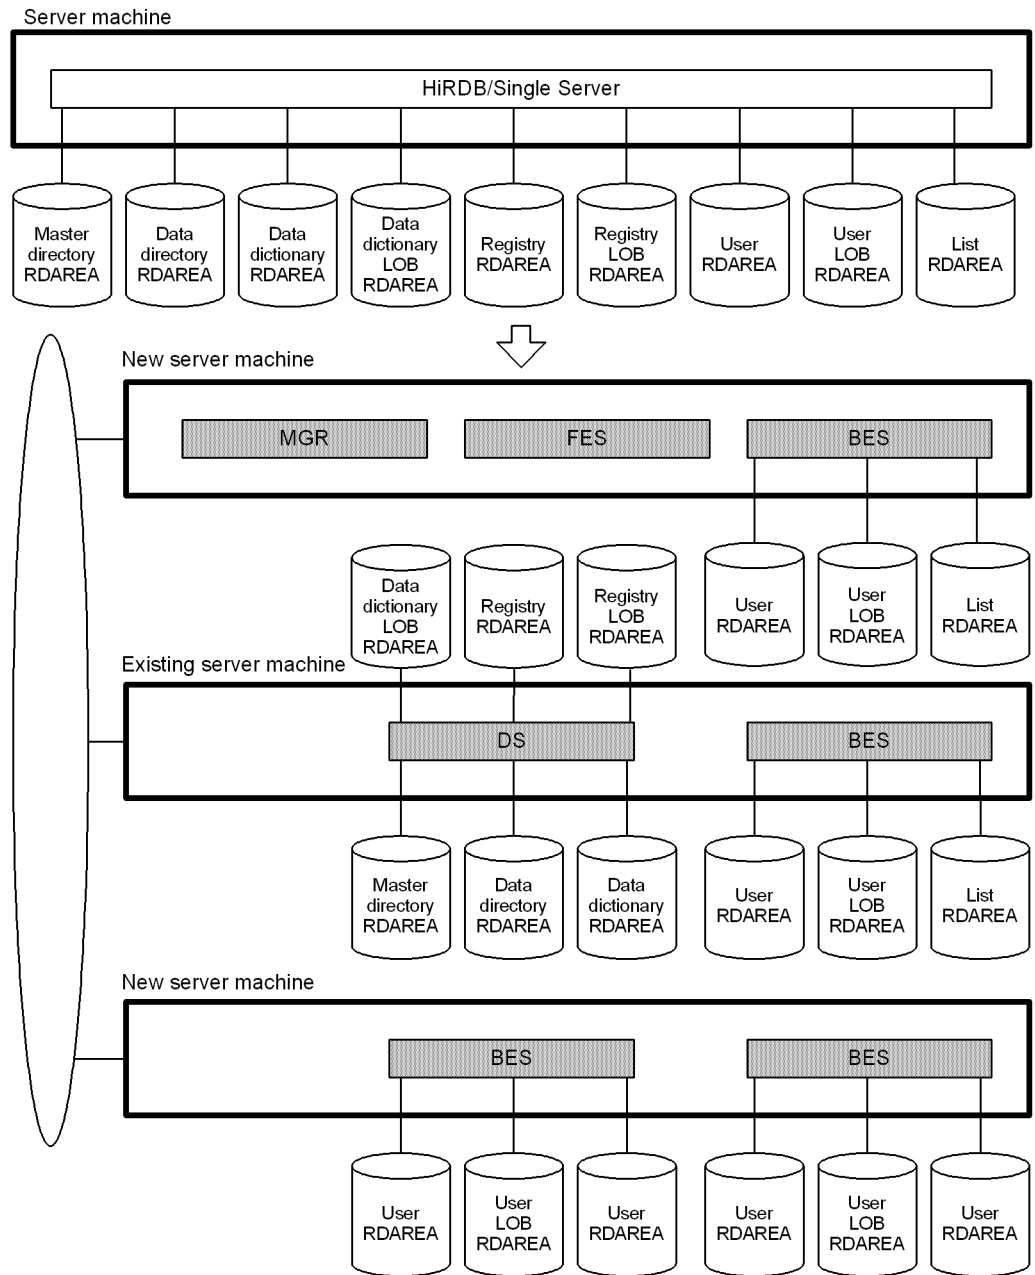 Server machine
HiRDB/Single Server
Master
directory
RDAREA
Data
directory
RDAREA
Data
dictionary
RDAREA
Data
dictionary
LOB
RDAREA
Registry
RDAREA
Registry
LOB
RDAREA
User
RDAREA
User
LOB
RDAREA
List
RDAREA
New server machine
MGR
FES
BES
Data
dictionary
LOB
RDAREA
Registry
RDAREA
Registry
LOB
RDAREA
User
RDAREA
User
LOB
RDAREA
List
RDAREA
Existing server machine
DS
BES
Master
directory
RDAREA
Data
directory
RDAREA
Data
dictionary
RDAREA
User
RDAREA
User
LOB
RDAREA
List
RDAREA
New server machine
BES
BES
User
RDAREA
User
LOB
RDAREA
User
RDAREA
User
RDAREA
User
LOB
RDAREA
User
RDAREA